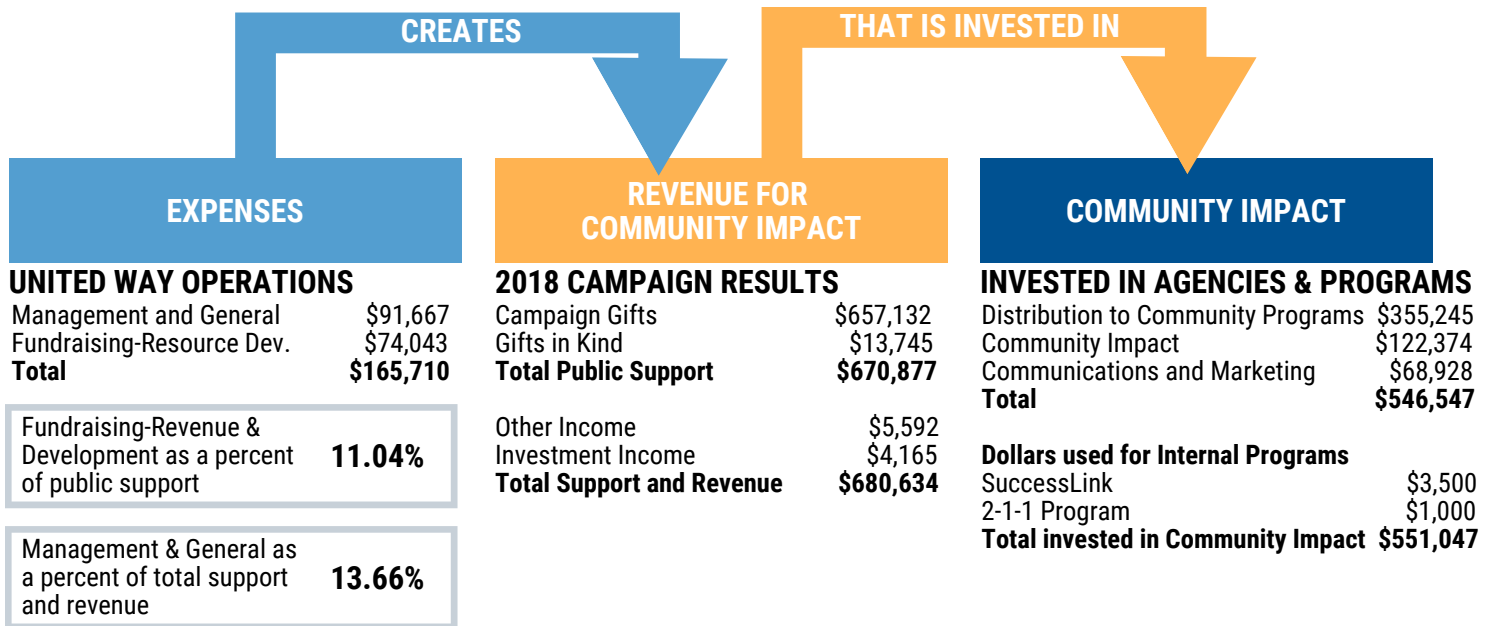 CREATES
THAT IS INVESTED IN
EXPENSES
REVENUE FOR
COMMUNITY IMPACT
COMMUNITY IMPACT
UNITED WAY OPERATIONS
Management and General $91,667
Fundraising-Resource Dev. $74,043
Total $165,710
Fundraising-Revenue &
Development as a percent 11.04%
of public support
Management & General as
a percent of total support 13.66%
and revenue
2018 CAMPAIGN RESULTS
Campaign Gifts $657,132
Gifts in Kind $13,745
Total Public Support $670,877
Other Income $5,592
Investment Income $4,165
Total Support and Revenue $680,634
INVESTED IN AGENCIES & PROGRAMS
Distribution to Community Programs $355,245
Community Impact $122,374
Communications and Marketing $68,928
Total $546,547
Dollars used for Internal Programs
SuccessLink $3,500
2-1-1 Program $1,000
Total invested in Community Impact $551,047